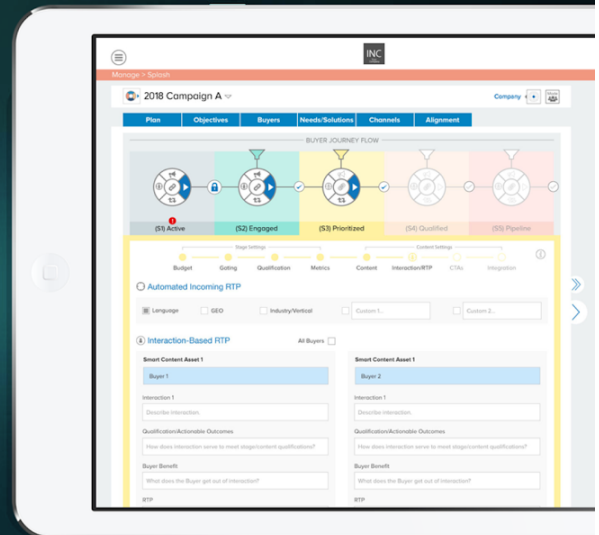 INC
Manage > Splash
2018 Campaign A
Company
Plan Objectives Buyers Needs/Solutions Channels Alignment
BUYER JOURNEY FLOW
(S1) Active (S2) Engaged (S3) Prioritized (S4) Qualified (S5) Pipeline
Stage Settings Content Settings
Budget Gating Qualification Metrics Content Interaction/RTP CTAs Integration
Automated Incoming RTP
Language GEO Industry/Vertical Custom 1... Custom 2...
Interaction-Based RTP All Buyers
Smart Content Asset 1 Smart Content Asset 1
Buyer 1 Buyer 2
Interaction 1 Interaction 1
Describe interaction. Describe interaction.
Qualification/Actionable Outcomes Qualification/Actionable Outcomes
How does interaction serve to meet stage/content qualifications? How does interaction serve to meet stage/content qualifications?
Buyer Benefit Buyer Benefit
What does the Buyer get out of interaction? What does the Buyer get out of interaction?
RTP RTP